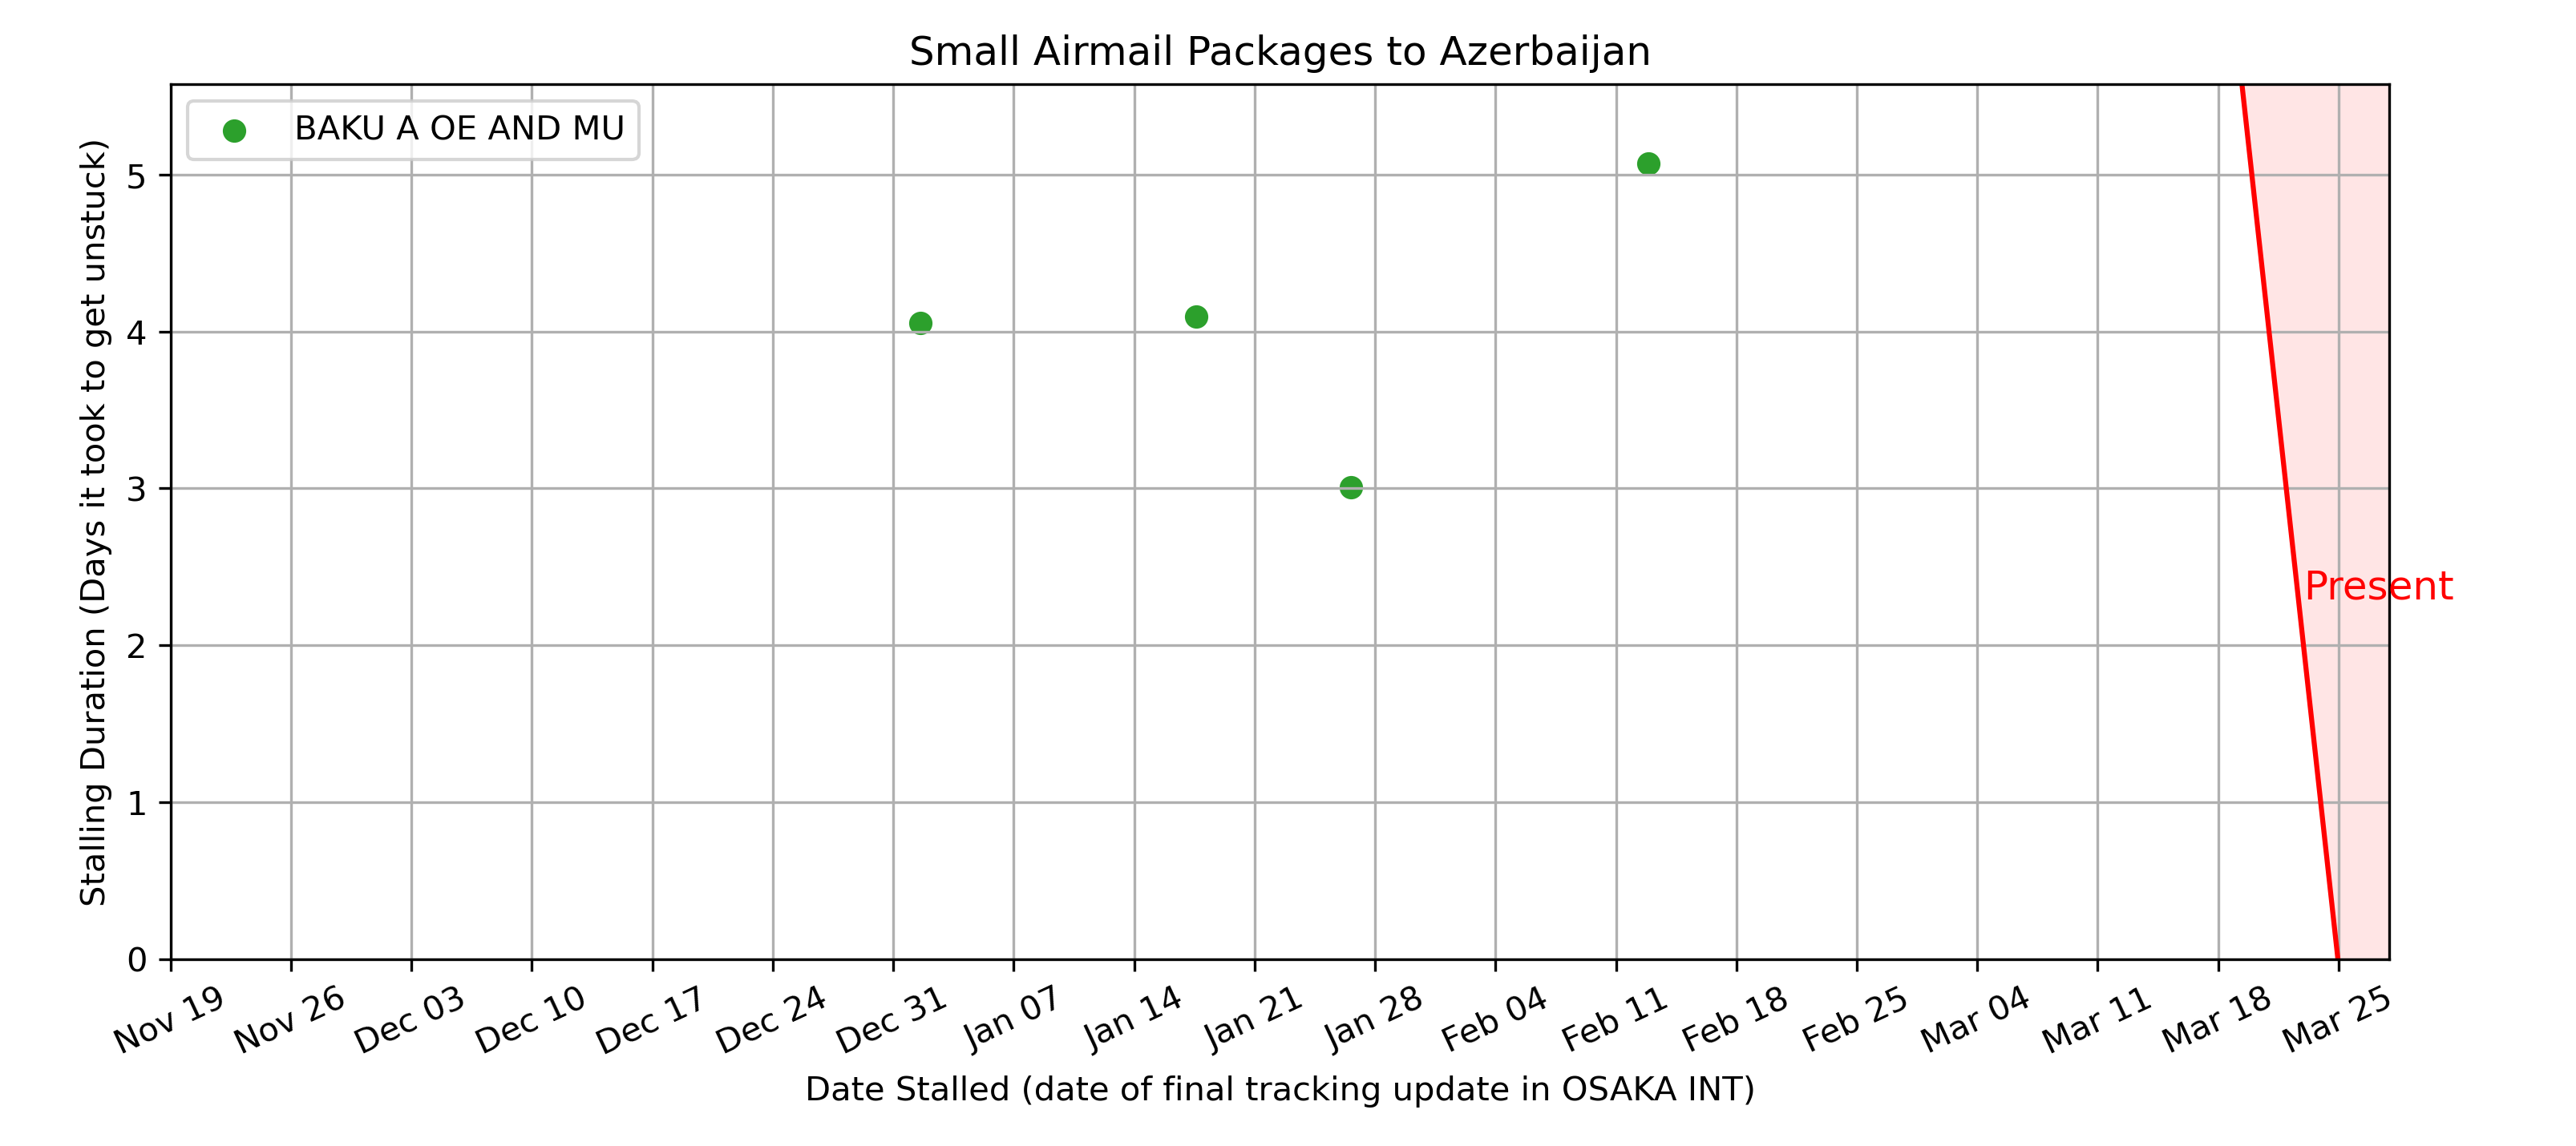 Small Airmail Packages to Azerbaijan
BAKU A OE AND MU
Stalling Duration (Days it took to get unstuck)
5
4
3
2
1
0
Present
Nov 19
Nov 26
Dec 03
Dec 10
Dec 17
Dec 24
Dec 31
Jan 07
Jan 14
Jan 21
Jan 28
Feb 04
Feb 11
Feb 18
Feb 25
Mar 04
Mar 11
Mar 18
Mar 25
Date Stalled (date of final tracking update in OSAKA INT)